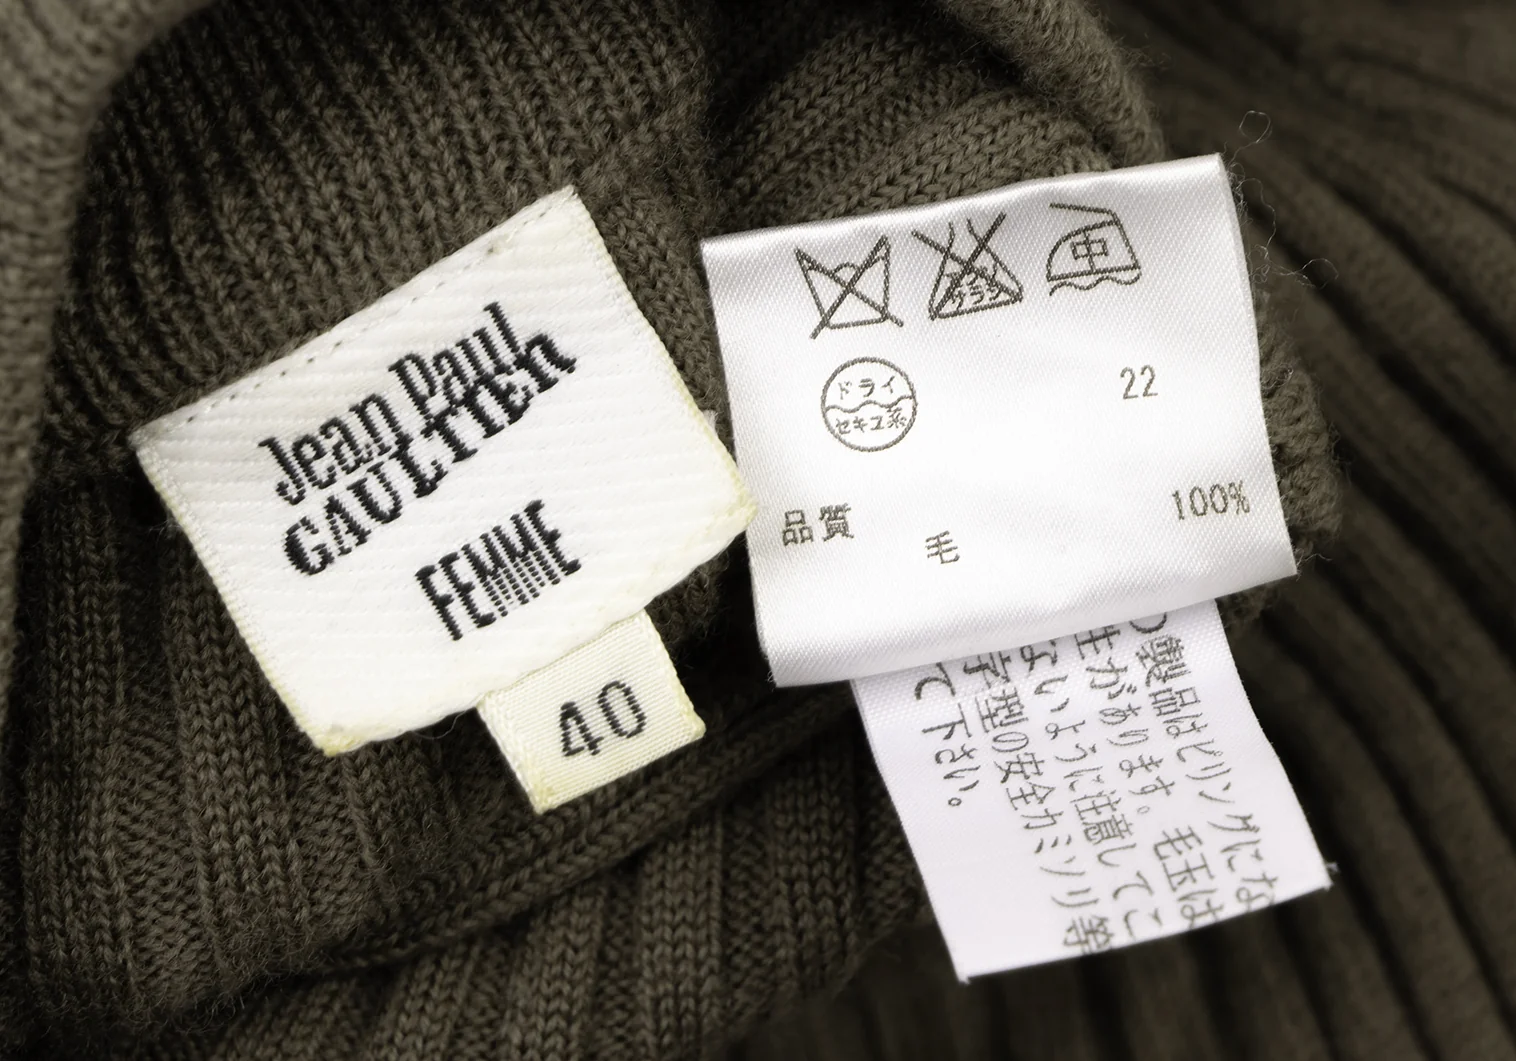 Jean Paul
GAULTIER
FEMME
40
中
ドライ
セキユ系
22
品質
毛
100%
製品はピリングにな
生があります。毛玉は
ないように注意してこ
字型の安全カミソリ等
て下さい。